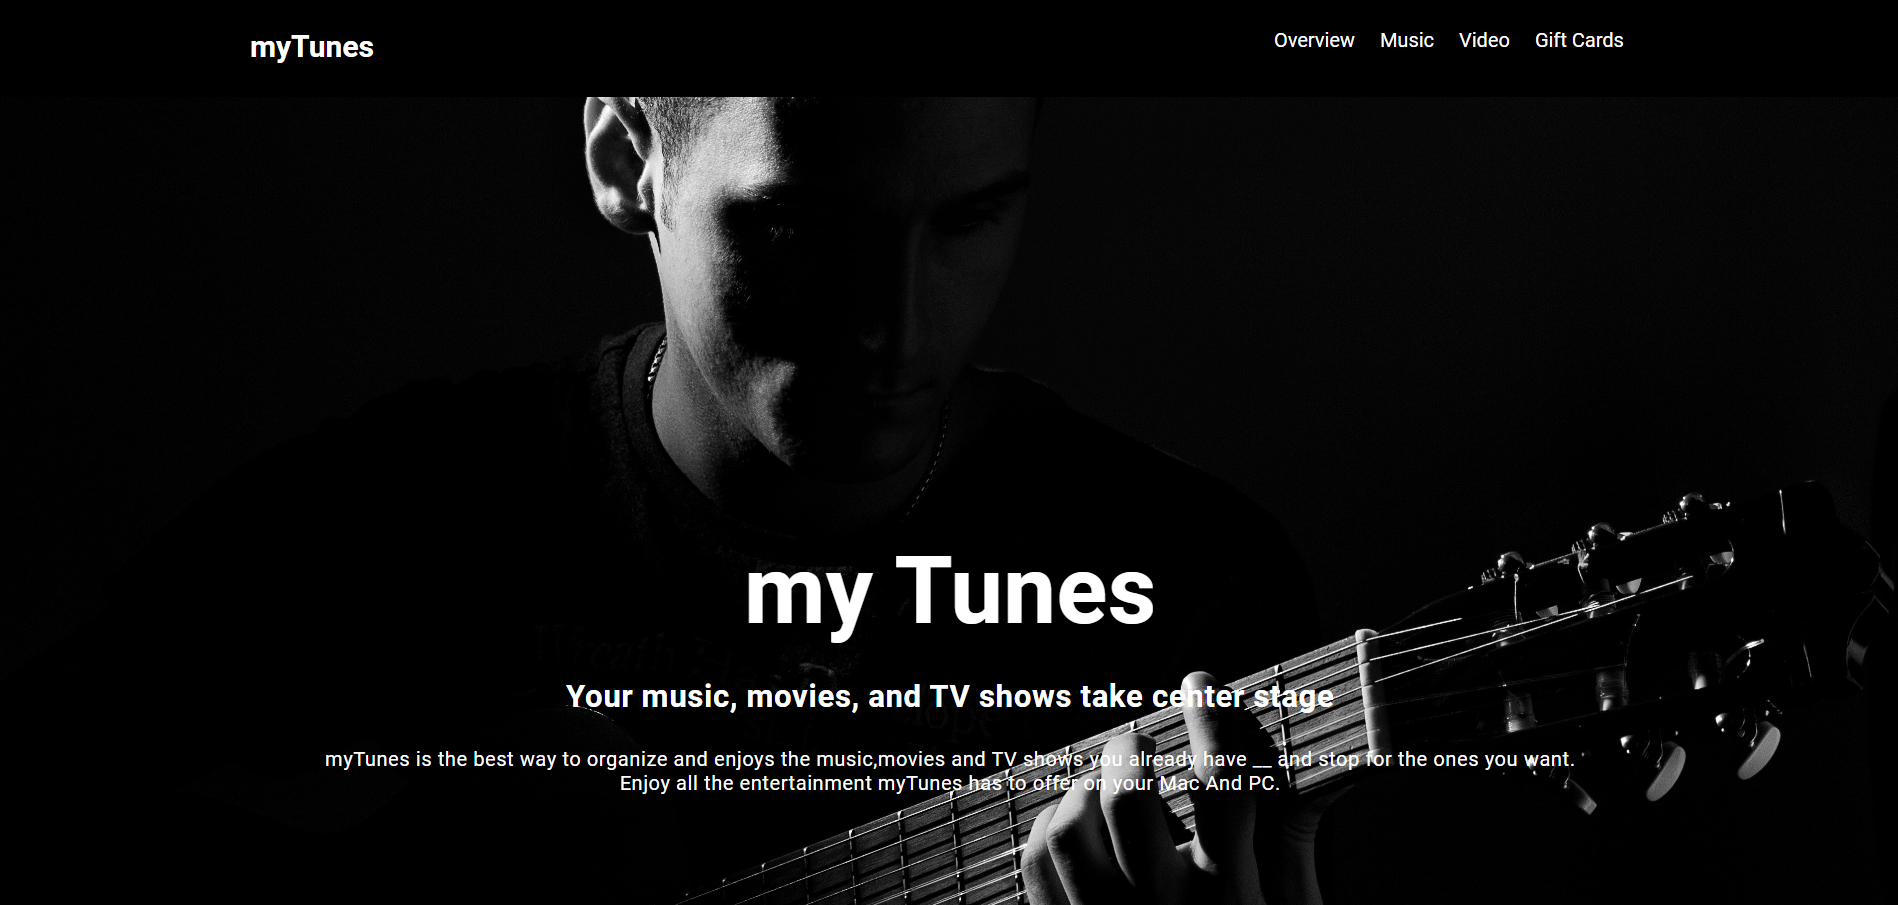 myTunes
Overview Music Video Gift Cards
my Tunes
Your music, movies, and TV shows take center stage
myTunes is the best way to organize and enjoys the music,movies and TV shows you already have __ and stop for the ones you want.
Enjoy all the entertainment myTunes has to offer on your Mac And PC.